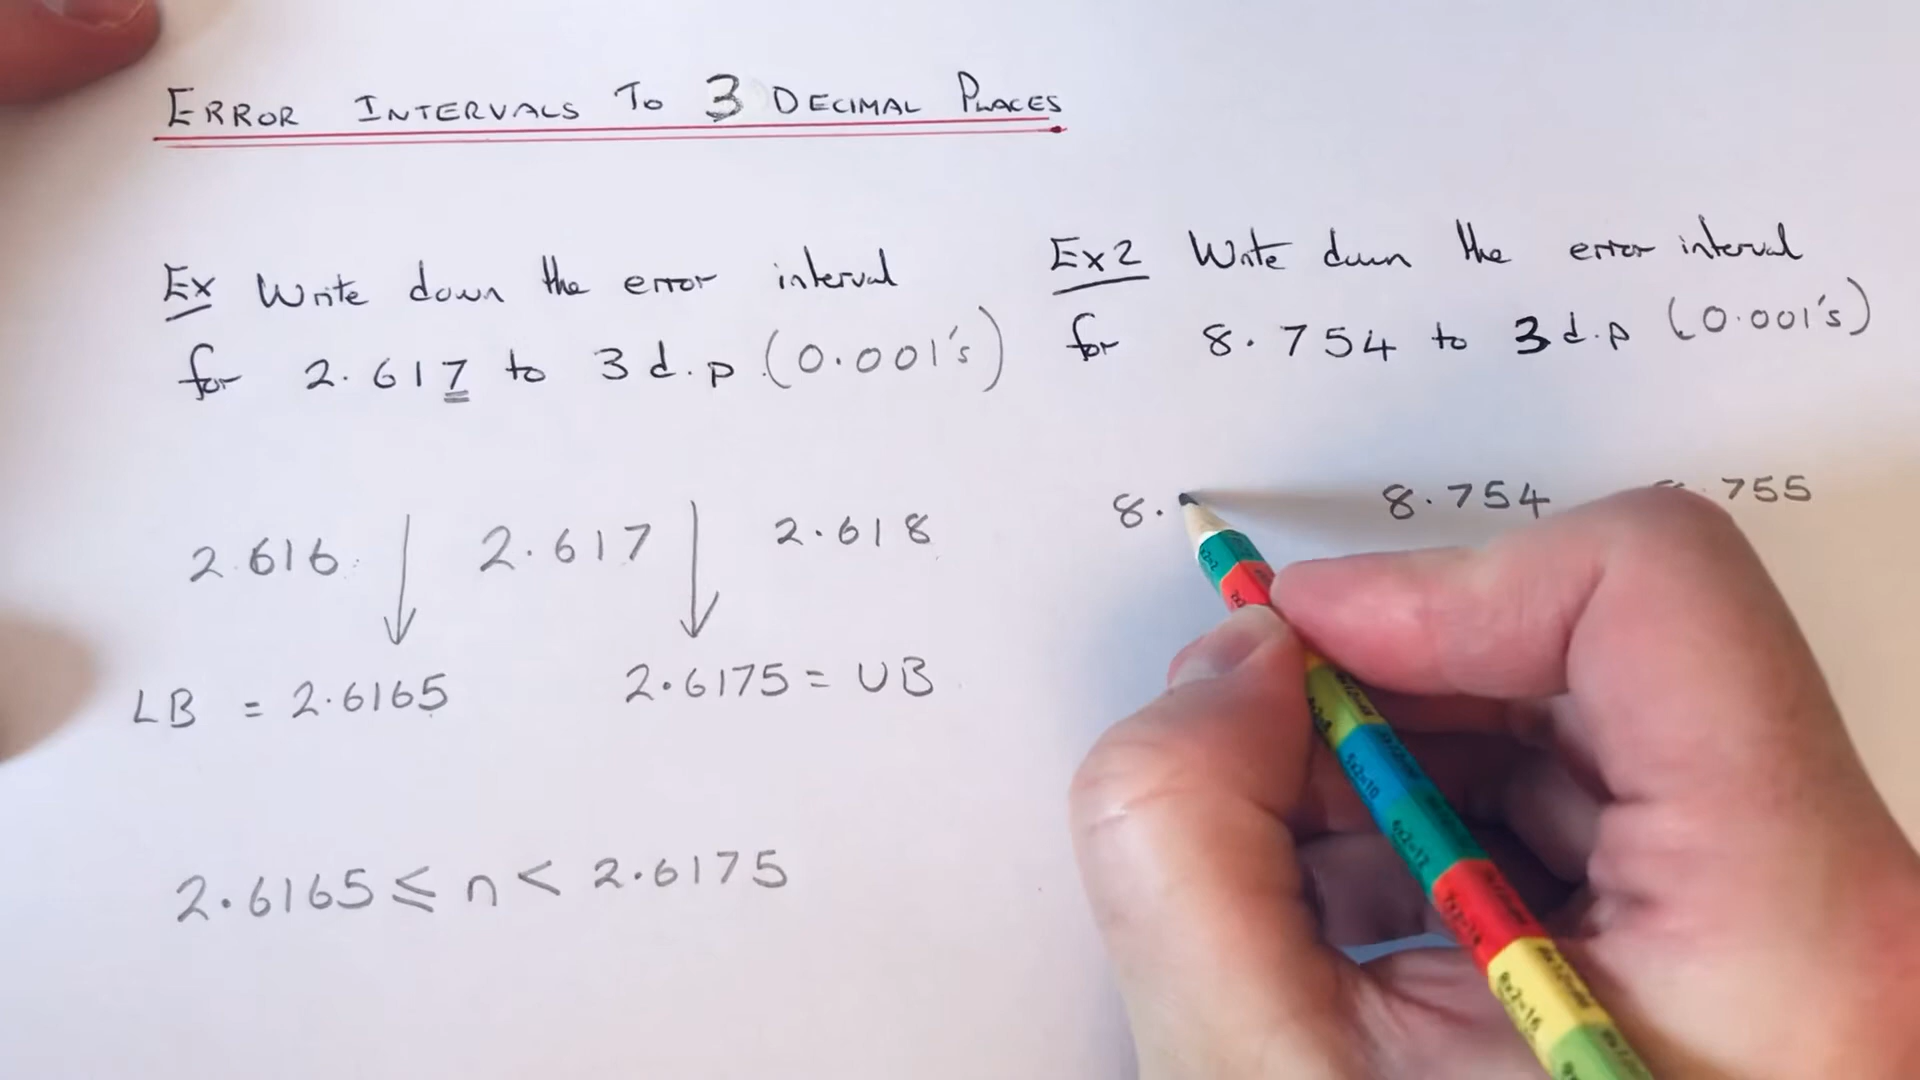 ERROR INTERVALS TO 3 DECIMAL PLACES
Ex Write down the error interval
for 2.617 to 3 d.p (0.001's)
2.616 2.617 2.618
LB = 2.6165 2.6175 = UB
2.6165 ≤ n < 2.6175
Ex2 Write down the error interval
for 8.754 to 3 d.p (0.001's)
8. 8.754 8.755